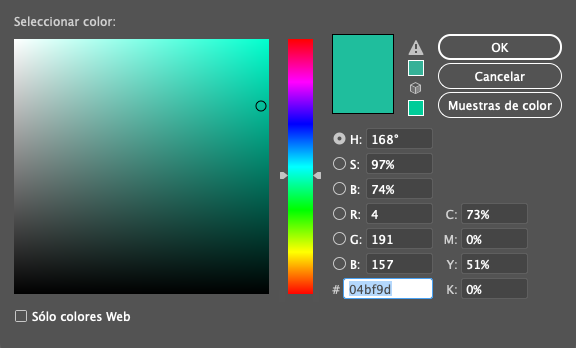 Seleccionar color:
OK
Cancelar
Muestras de color
H: 168°
S: 97%
B: 74%
R: 4 C: 73%
G: 191 M: 0%
B: 157 Y: 51%
# 04bf9d K: 0%
Sólo colores Web